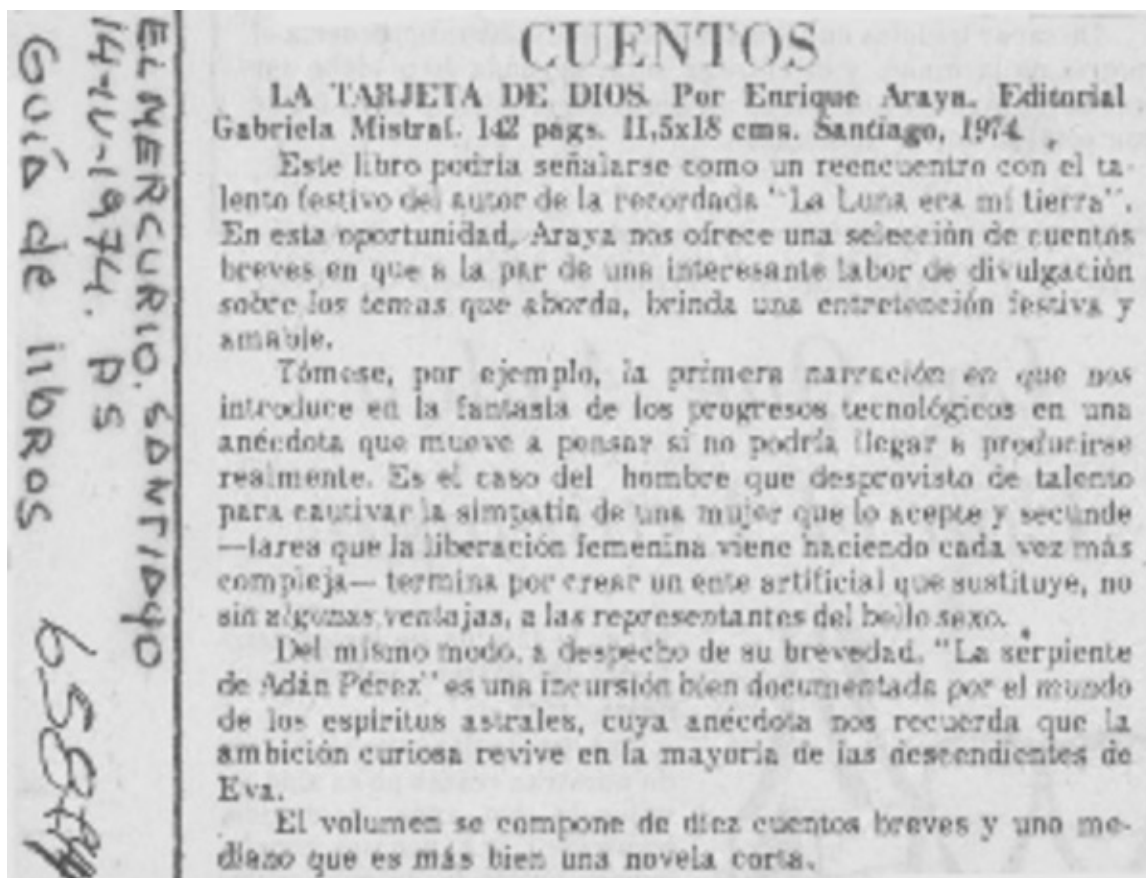 CUENTOS
LA TARJETA DE DIOS. Por Enrique Araya. Editorial
Gabriela Mistral. 142 pags. 11,5x18 cms. Santiago, 1974
Este libro podría señalarse como un reencuentro con el ta-
lento festivo del autor de la recordada "La Luna era mi tierra".
En esta oportunidad, Araya nos ofrece una selección de cuentos
breves en que a la par de una interesante labor de divulgación
sobre los temas que aborda, brinda una entretención festiva y
amable.
Tómese, por ejemplo, la primera narración en que nos
introduce en la fantasía de los progresos tecnológicos en una
anécdota que mueve a pensar si no podría llegar a producirse
realmente. Es el caso del hombre que desprovisto de talento
para cautivar la simpatía de una mujer que lo acepte y secunde
—tarea que la liberación femenina viene haciendo cada vez más
compleja— termina por crear un ente artificial que sustituye, no
sin algunas ventajas, a las representantes del bello sexo.
Del mismo modo, a despecho de su brevedad, "La serpiente
de Adán Pérez" es una incursión bien documentada por el mundo
de los espíritus astrales, cuya anécdota nos recuerda que la
ambición curiosa revive en la mayoría de las descendientes de
Eva.
El volumen se compone de diez cuentos breves y uno me-
diano que es más bien una novela corta.
EL MERCURIO. SANTIAGO
14-IV-1974. P5
Guía de libros